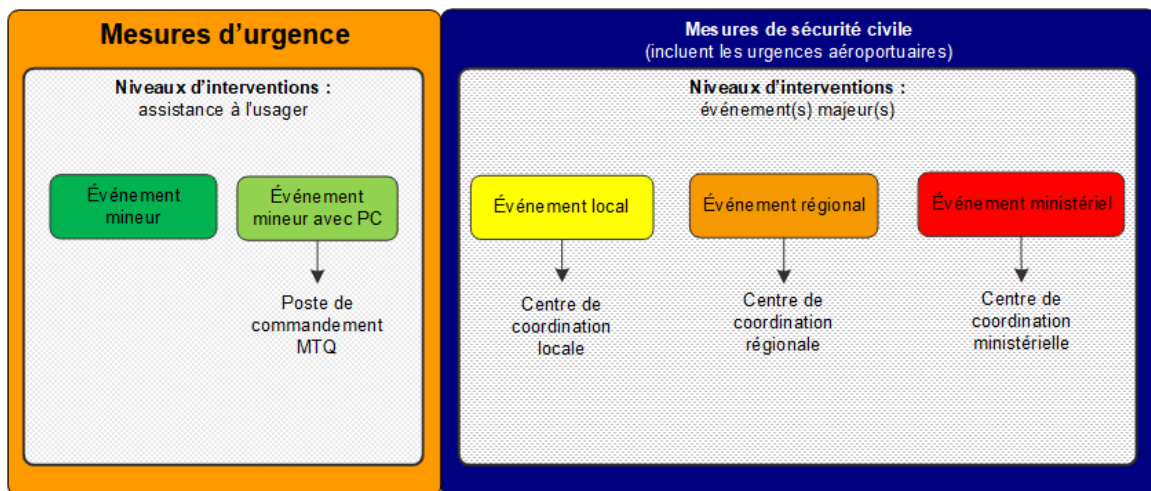 Mesures d'urgence
Niveaux d'interventions :
assistance à l'usager
Événement
mineur
Événement
mineur avec PC
Poste de
commandement
MTQ
Mesures de sécurité civile
(incluent les urgences aéroportuaires)
Niveaux d'interventions :
événement(s) majeur(s)
Événement local
Événement régional
Événement ministériel
Centre de
coordination
locale
Centre de
coordination
régionale
Centre de
coordination
ministérielle